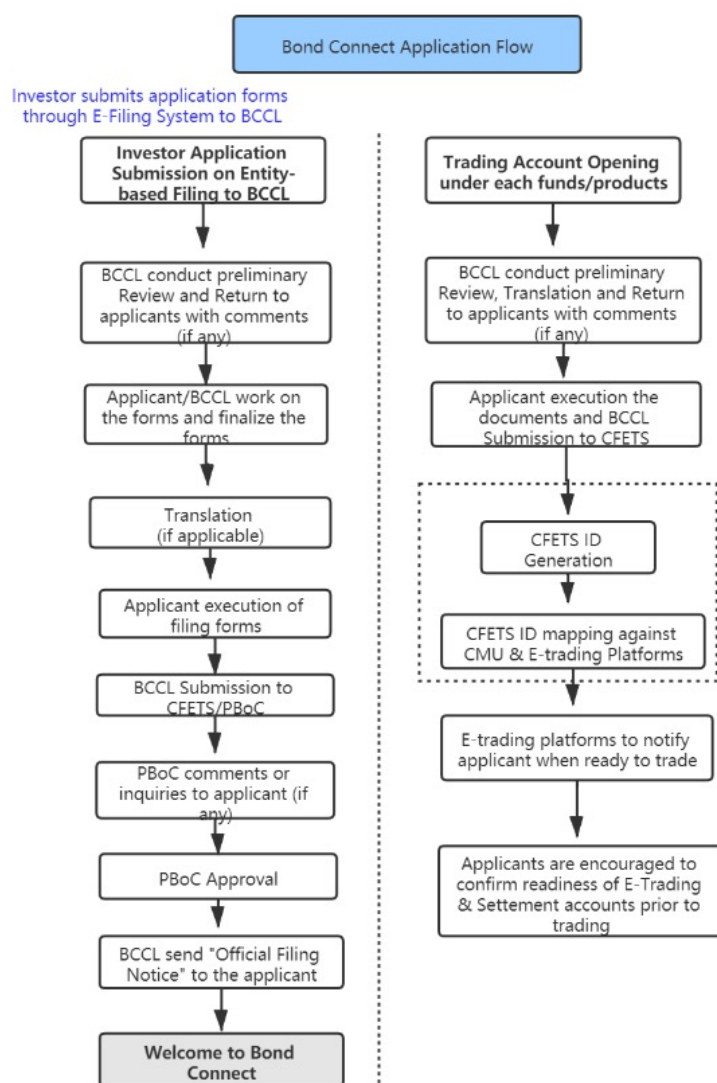 Bond Connect Application Flow
Investor submits application forms
through E-Filing System to BCCL
Investor Application
Submission on Entity-
based Filing to BCCL
BCCL conduct preliminary
Review and Return to
applicants with comments
(if any)
Applicant/BCCL work on
the forms and finalize the
forms
Translation
(if applicable)
Applicant execution of
filing forms
BCCL Submission to
CFETS/PBoC
PBoC comments or
inquiries to applicant (if
any)
PBoC Approval
BCCL send "Official Filing
Notice" to the applicant
Welcome to Bond
Connect
Trading Account Opening
under each funds/products
BCCL conduct preliminary
Review, Translation and Return
to applicants with comments
(if any)
Applicant execution the
documents and BCCL
Submission to CFETS
CFETS ID
Generation
CFETS ID mapping against
CMU & E-trading Platforms
E-trading platforms to notify
applicant when ready to trade
Applicants are encouraged to
confirm readiness of E-Trading
& Settement accounts prior to
trading